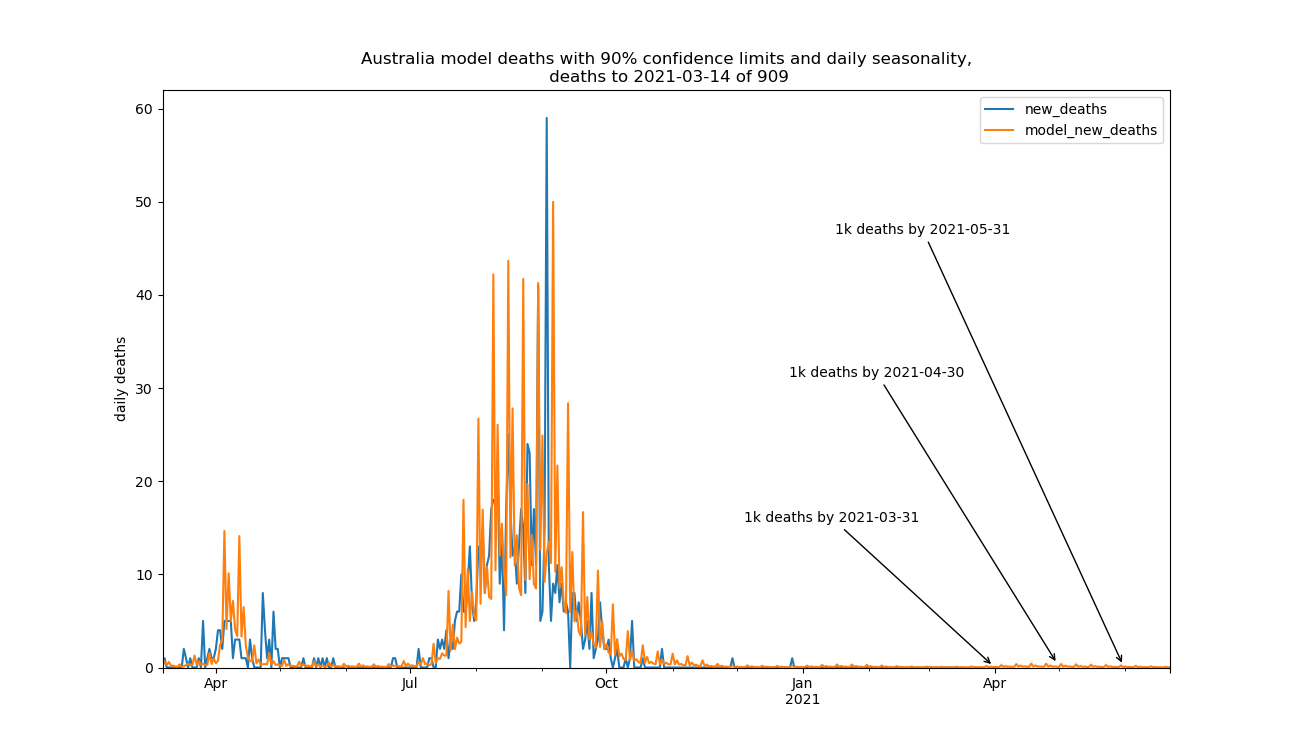 Australia model deaths with 90% confidence limits and daily seasonality,
deaths to 2021-03-14 of 909
new_deaths
model_new_deaths
60
50
40
30
20
10
0
daily deaths
1k deaths by 2021-05-31
1k deaths by 2021-04-30
1k deaths by 2021-03-31
Apr
Jul
Oct
Jan
2021
Apr